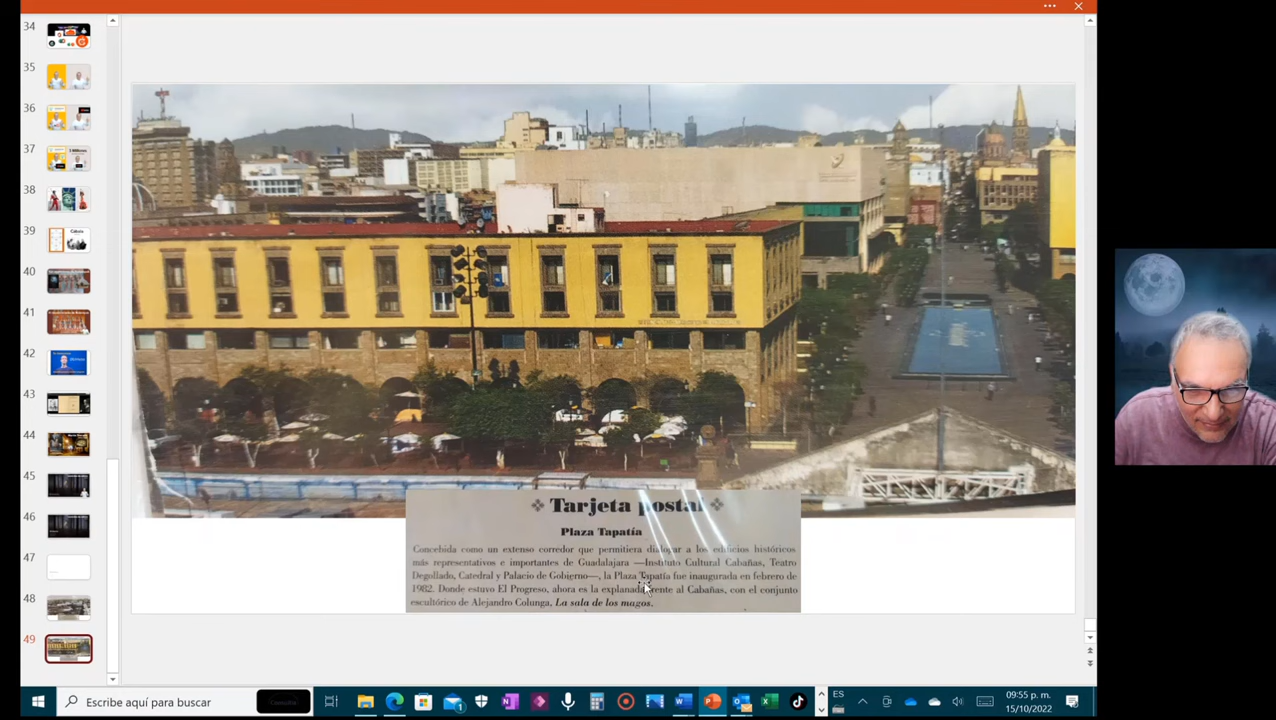 34
35
36
37
38
39
40
41
42
43
44
45
46
47
48
49
Tarjeta postal
Plaza Tapatía
Concebida como un extenso corredor que permitiera dialogar a los edificios históricos
más representativos e importantes de Guadalajara —Instituto Cultural Cabañas, Teatro
Degollado, Catedral y Palacio de Gobierno—, la Plaza Tapatía fue inaugurada en febrero de
1982. Donde estuvo El Progreso, ahora es la explanada frente al Cabañas, con el conjunto
escultórico de Alejandro Colunga, La sala de los magos.
Escribe aquí para buscar
ES
09:55 p. m.
15/10/2022